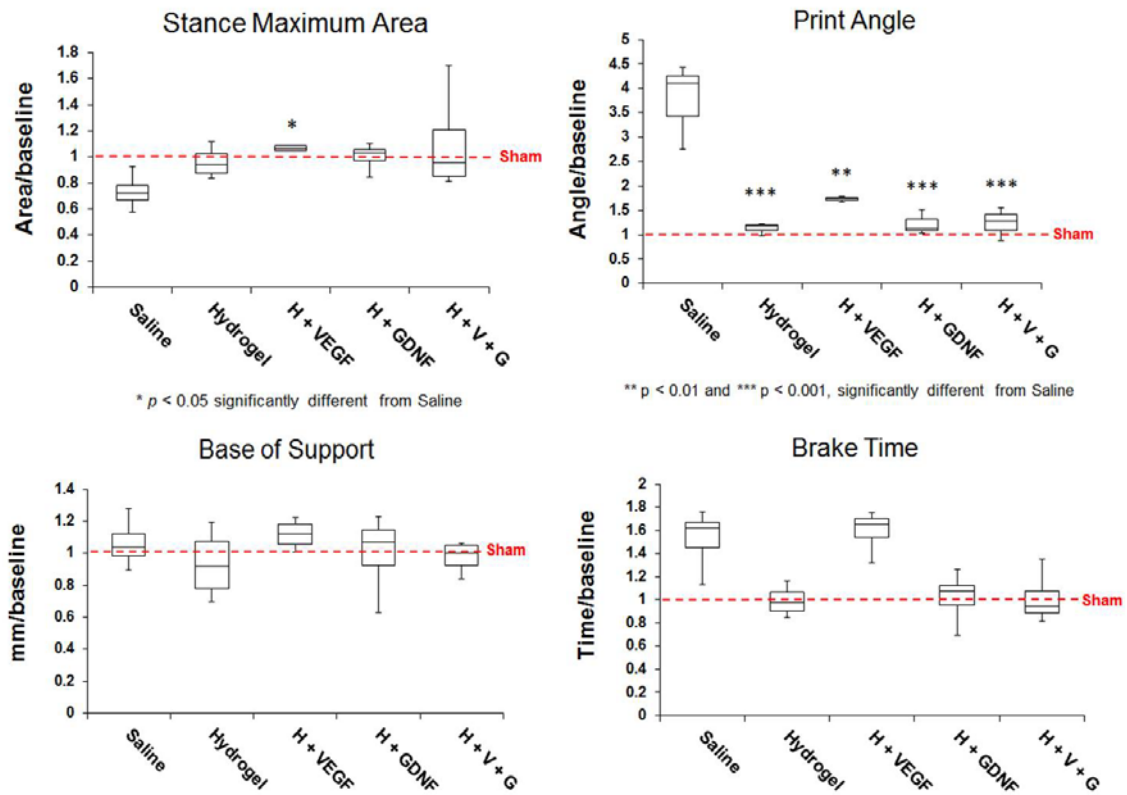 Stance Maximum Area
Area/baseline
1.8
1.6
1.4
1.2
1
0.8
0.6
0.4
0.2
0
*
Sham
Saline
Hydrogel
H + VEGF
H + GDNF
H + V + G
* p < 0.05 significantly different from Saline
Print Angle
Angle/baseline
5
4.5
4
3.5
3
2.5
2
1.5
1
0.5
0
***
**
***
***
Sham
Saline
Hydrogel
H + VEGF
H + GDNF
H + V + G
** p < 0.01 and *** p < 0.001, significantly different from Saline
Base of Support
mm/baseline
1.4
1.2
1
0.8
0.6
0.4
0.2
0
Sham
Saline
Hydrogel
H + VEGF
H + GDNF
H + V + G
Brake Time
Time/baseline
2
1.8
1.6
1.4
1.2
1
0.8
0.6
0.4
0.2
0
Sham
Saline
Hydrogel
H + VEGF
H + GDNF
H + V + G